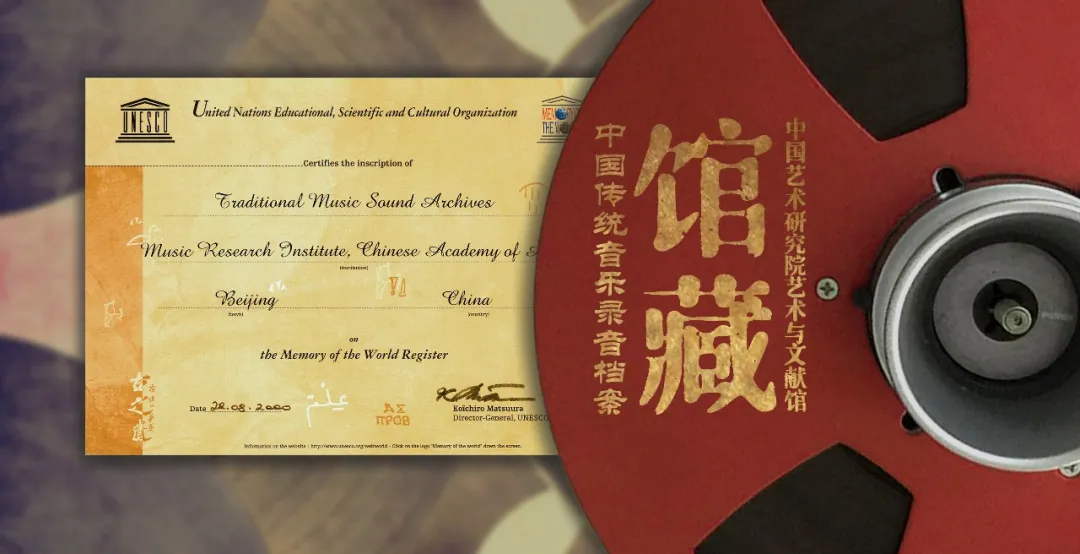 UNESCO
United Nations Educational, Scientific and Cultural Organization
MEMORY OF
THE WORLD
Certifies the inscription of
Traditional Music Sound Archives
Music Research Institute, Chinese Academy of
(institution)
Beijing
(town)
China
(country)
on
the Memory of the World Register
Date 28.08.2000
علم
ΑΣ
ΠΡΟΒ
Koïchiro Matsuura
Director-General, UNESCO
Information on the website : http://www.unesco.org/webworld - Click on the logo "Memory of the world" down the screen.
中国艺术研究院艺术与文献馆
馆藏
中国传统音乐录音档案